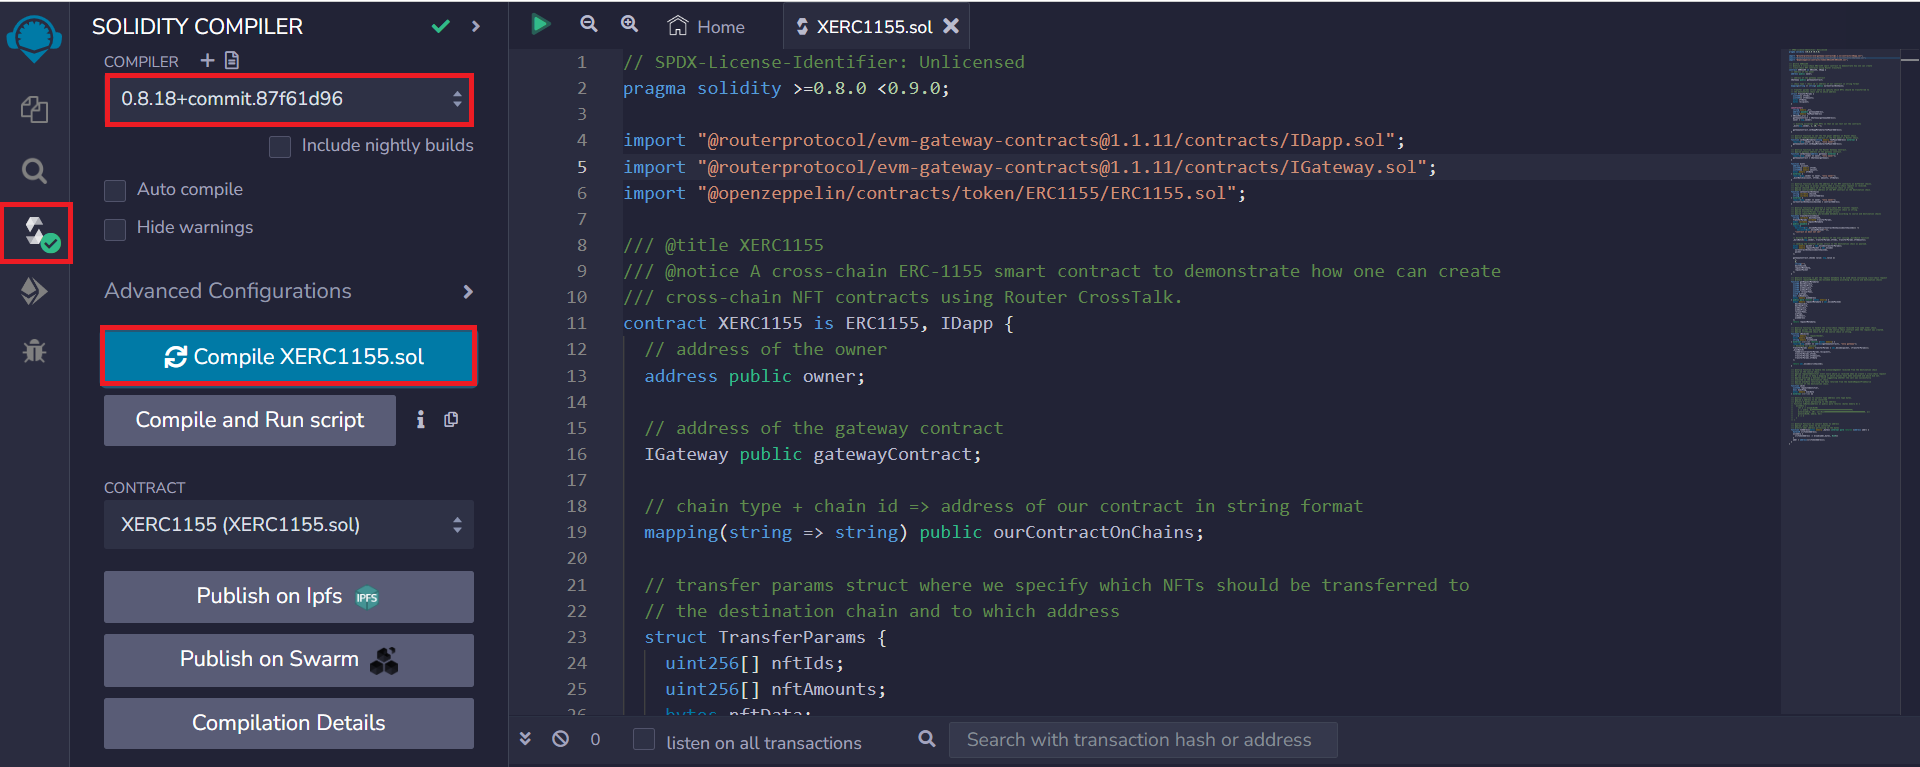 SOLIDITY COMPILER
COMPILER
0.8.18+commit.87f61d96
Include nightly builds
Auto compile
Hide warnings
Advanced Configurations
Compile XERC1155.sol
Compile and Run script
CONTRACT
XERC1155 (XERC1155.sol)
Publish on Ipfs IPFS
Publish on Swarm
Compilation Details
Home
XERC1155.sol
1 // SPDX-License-Identifier: Unlicensed
2 pragma solidity >=0.8.0 <0.9.0;
3
4 import "@routerprotocol/evm-gateway-contracts@1.1.11/contracts/IDapp.sol";
5 import "@routerprotocol/evm-gateway-contracts@1.1.11/contracts/IGateway.sol";
6 import "@openzeppelin/contracts/token/ERC1155/ERC1155.sol";
7
8 /// @title XERC1155
9 /// @notice A cross-chain ERC-1155 smart contract to demonstrate how one can create
10 /// cross-chain NFT contracts using Router CrossTalk.
11 contract XERC1155 is ERC1155, IDapp {
12 // address of the owner
13 address public owner;
14
15 // address of the gateway contract
16 IGateway public gatewayContract;
17
18 // chain type + chain id => address of our contract in string format
19 mapping(string => string) public ourContractOnChains;
20
21 // transfer params struct where we specify which NFTs should be transferred to
22 // the destination chain and to which address
23 struct TransferParams {
24 uint256[] nftIds;
25 uint256[] nftAmounts;
26 bytes nftData;
0
listen on all transactions
Search with transaction hash or address